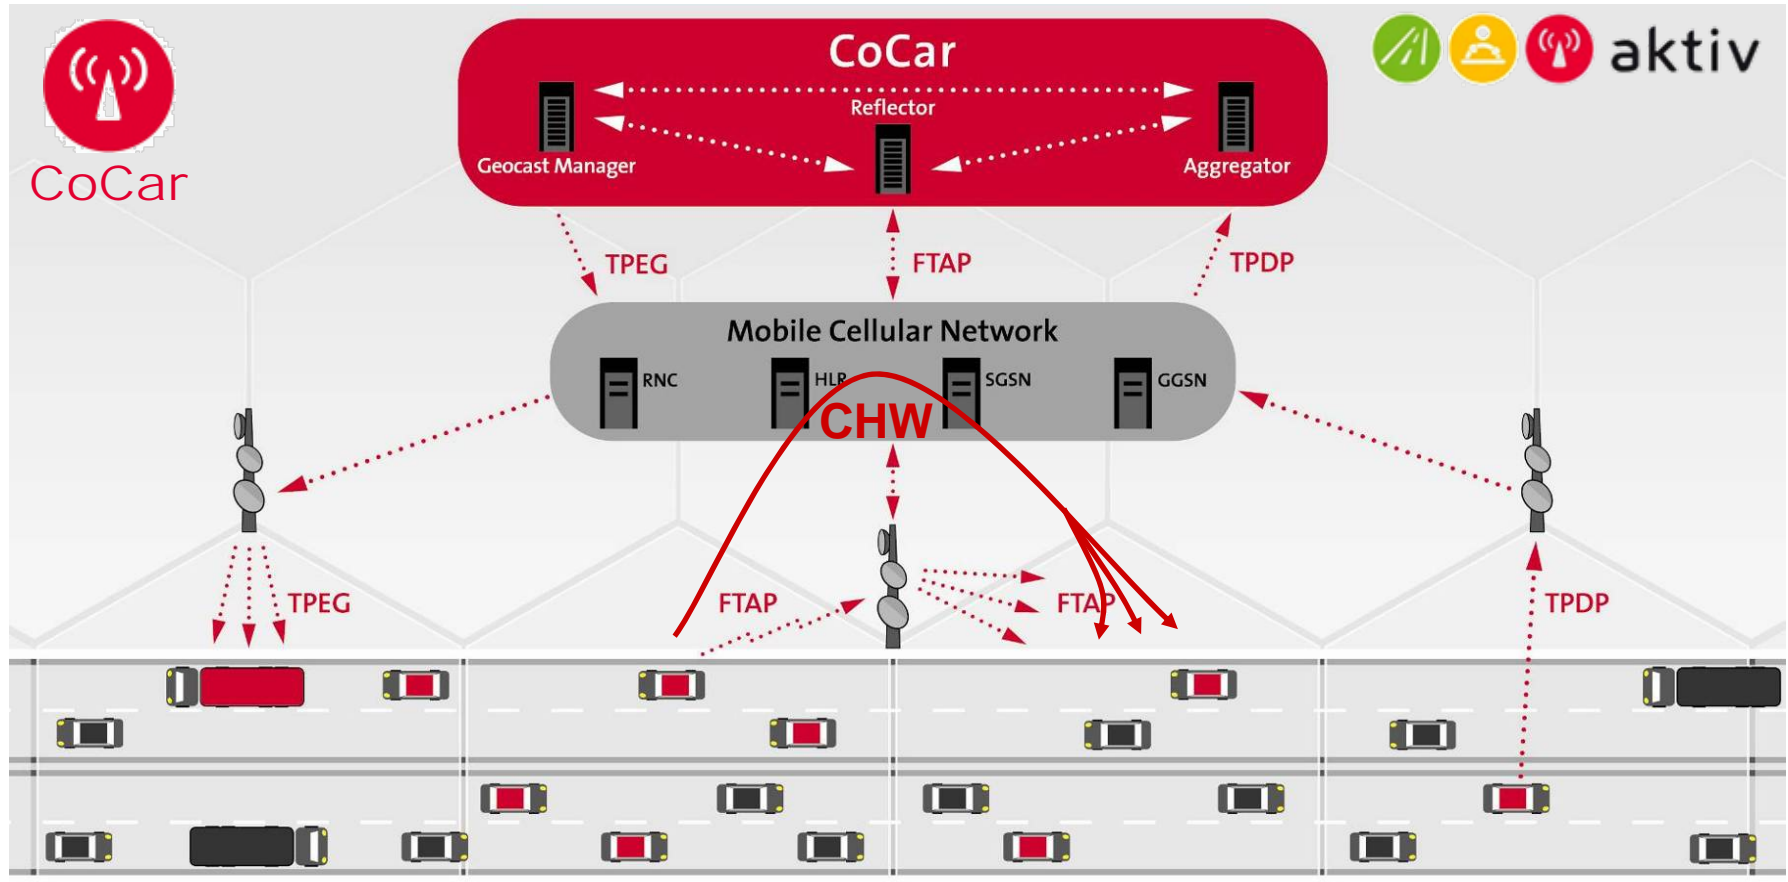 CoCar
aktiv
CoCar
Reflector
Geocast Manager
Aggregator
TPEG
FTAP
TPDP
Mobile Cellular Network
RNC
HLR
SGSN
GGSN
CHW
TPEG
FTAP
FTAP
TPDP